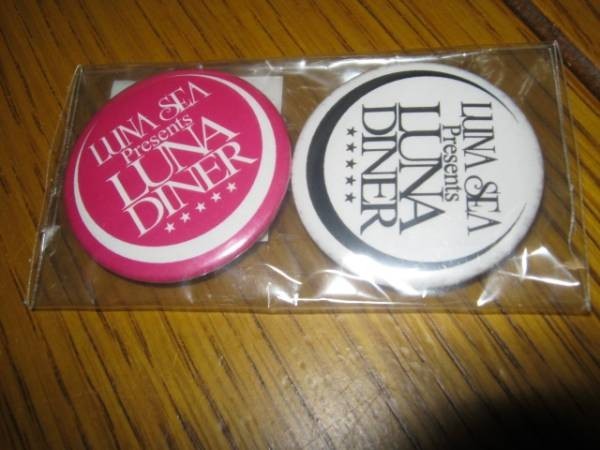 LUNA SEA
Presents
LUNA
DINER
★★★★★
LUNA SEA
Presents
LUNA
DINER
★★★★★